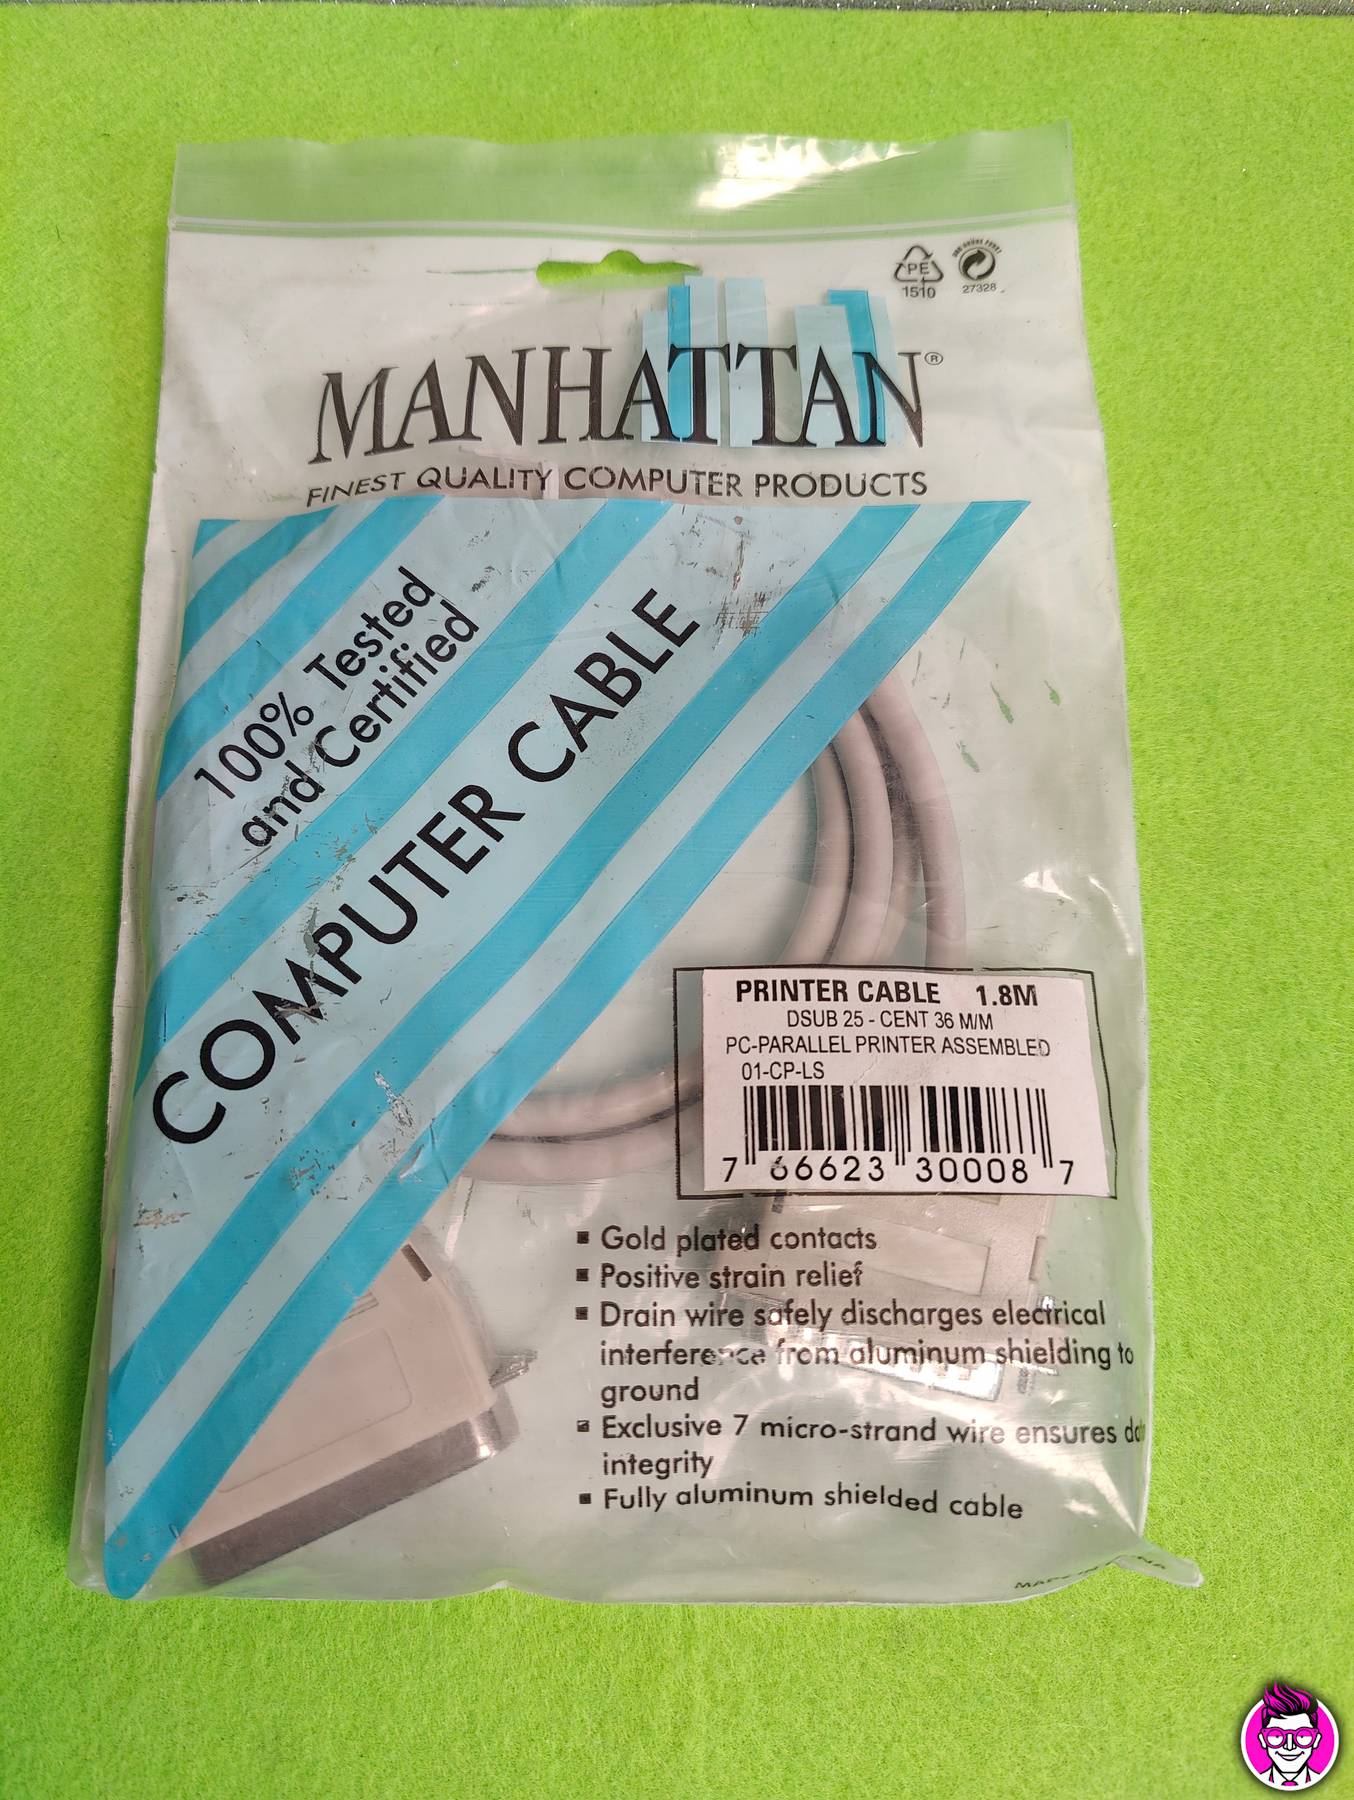 PE
1510
27328
MANHATTAN®
FINEST QUALITY COMPUTER PRODUCTS
100% Tested
and Certified
COMPUTER CABLE
PRINTER CABLE 1.8M
DSUB 25 - CENT 36 M/M
PC-PARALLEL PRINTER ASSEMBLED
01-CP-LS
7 66623 30008 7
▪ Gold plated contacts
▪ Positive strain relief
▪ Drain wire safely discharges electrical
interference from aluminum shielding to
ground
▪ Exclusive 7 micro-strand wire ensures
integrity
▪ Fully aluminum shielded cable